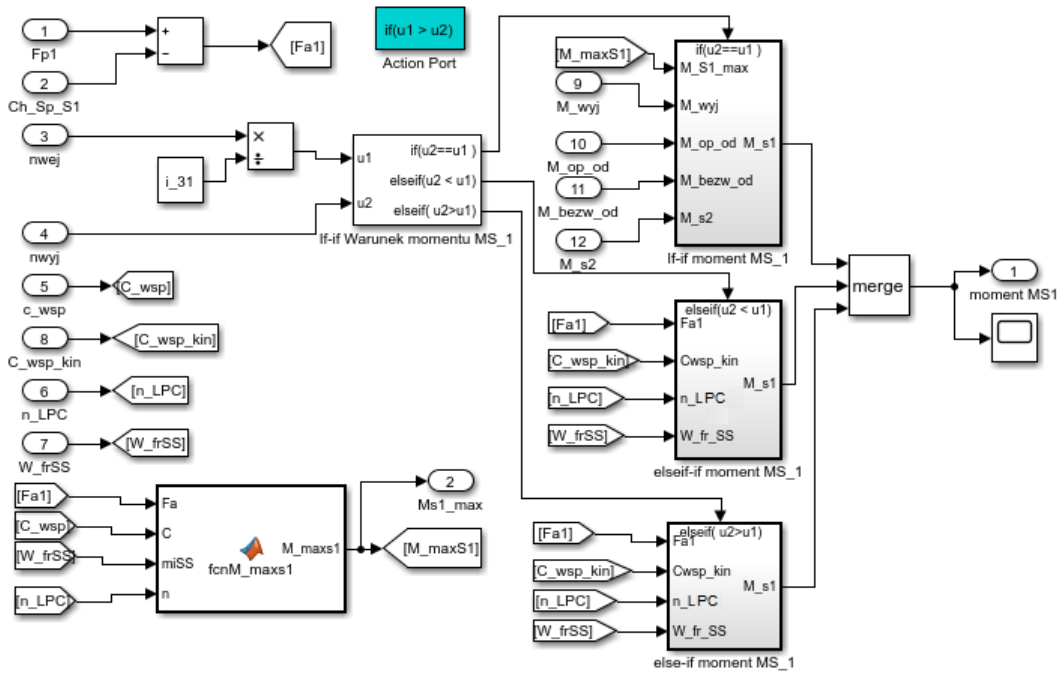 1
+
−
Fp1
[Fa1]
if(u1 > u2)
Action Port
2
Ch_Sp_S1
3
nwej
×
÷
i_31
u1
u2
if(u2==u1 )
elseif(u2 < u1)
elseif( u2>u1)
If-if Warunek momentu MS_1
4
nwyj
5
c_wsp
[C_wsp]
8
C_wsp_kin
[C_wsp_kin]
6
n_LPC
[n_LPC]
7
W_frSS
[W_frSS]
[Fa1]
[C_wsp]
[W_frSS]
[n_LPC]
Fa
C
miSS
n
M_maxs1
fcnM_maxs1
2
Ms1_max
[M_maxS1]
[M_maxS1]
9
M_wyj
10
M_op_od
11
M_bezw_od
12
M_s2
if(u2==u1 )
M_S1_max
M_wyj
M_op_od
M_s1
M_bezw_od
M_s2
If-if moment MS_1
[Fa1]
[C_wsp_kin]
[n_LPC]
[W_frSS]
elseif(u2 < u1)
Fa1
Cwsp_kin
M_s1
n_LPC
W_fr_SS
elseif-if moment MS_1
[Fa1]
[C_wsp_kin]
[n_LPC]
[W_frSS]
elseif( u2>u1)
Fa1
Cwsp_kin
M_s1
n_LPC
W_fr_SS
else-if moment MS_1
merge
1
moment MS1